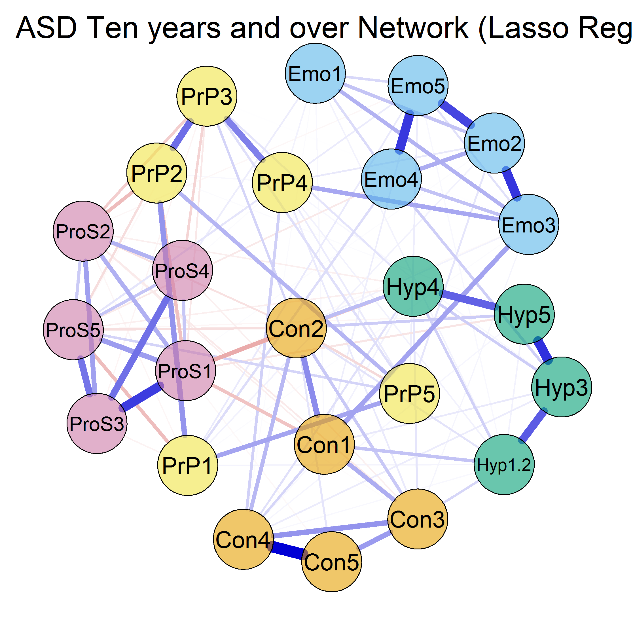 ASD Ten years and over Network (Lasso Reg
Emo1
Emo5
PrP3
Emo2
PrP2
PrP4
Emo4
ProS2
Emo3
ProS4
Hyp4
Hyp5
ProS5
Con2
ProS1
Hyp3
PrP5
ProS3
Con1
PrP1
Hyp1.2
Con3
Con4
Con5